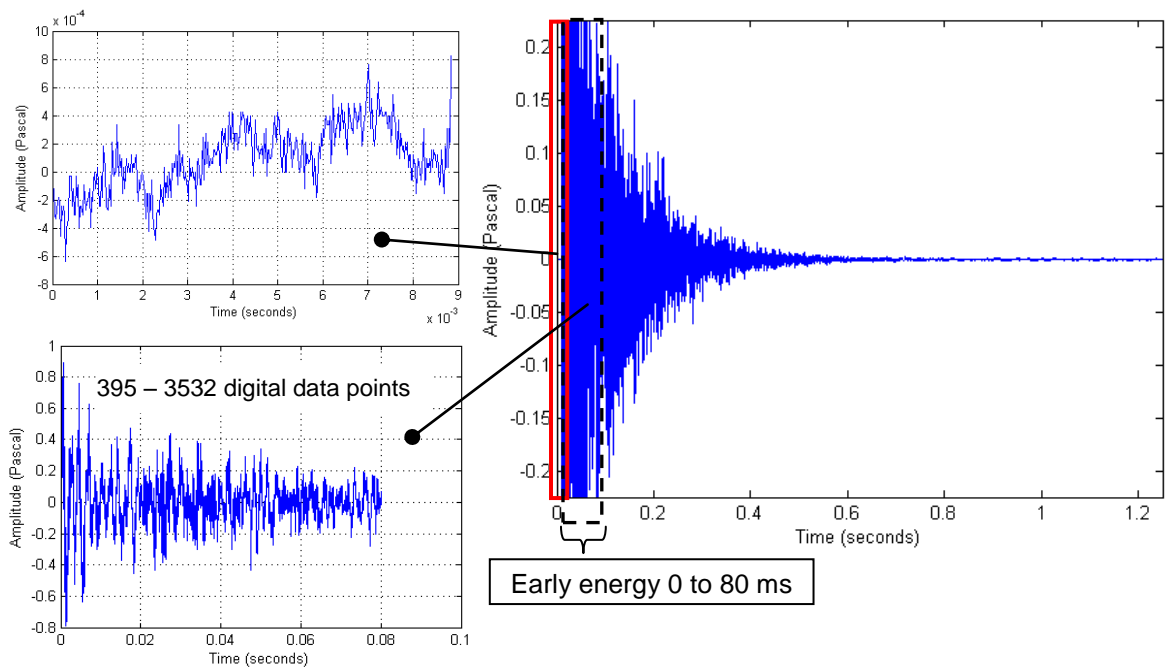 x 10 -4
10
8
6
4
2
0
-2
-4
-6
-8
Amplitude (Pascal)
0 1 2 3 4 5 6 7 8 9
Time (seconds)
x 10 -3
1
0.8
0.6
0.4
0.2
0
-0.2
-0.4
-0.6
-0.8
Amplitude (Pascal)
395 – 3532 digital data points
0 0.02 0.04 0.06 0.08 0.1
Time (seconds)
0.2
0.15
0.1
0.05
0
-0.05
-0.1
-0.15
-0.2
Amplitude (Pascal)
0 0.2 0.4 0.6 0.8 1 1.2
Time (seconds)
Early energy 0 to 80 ms